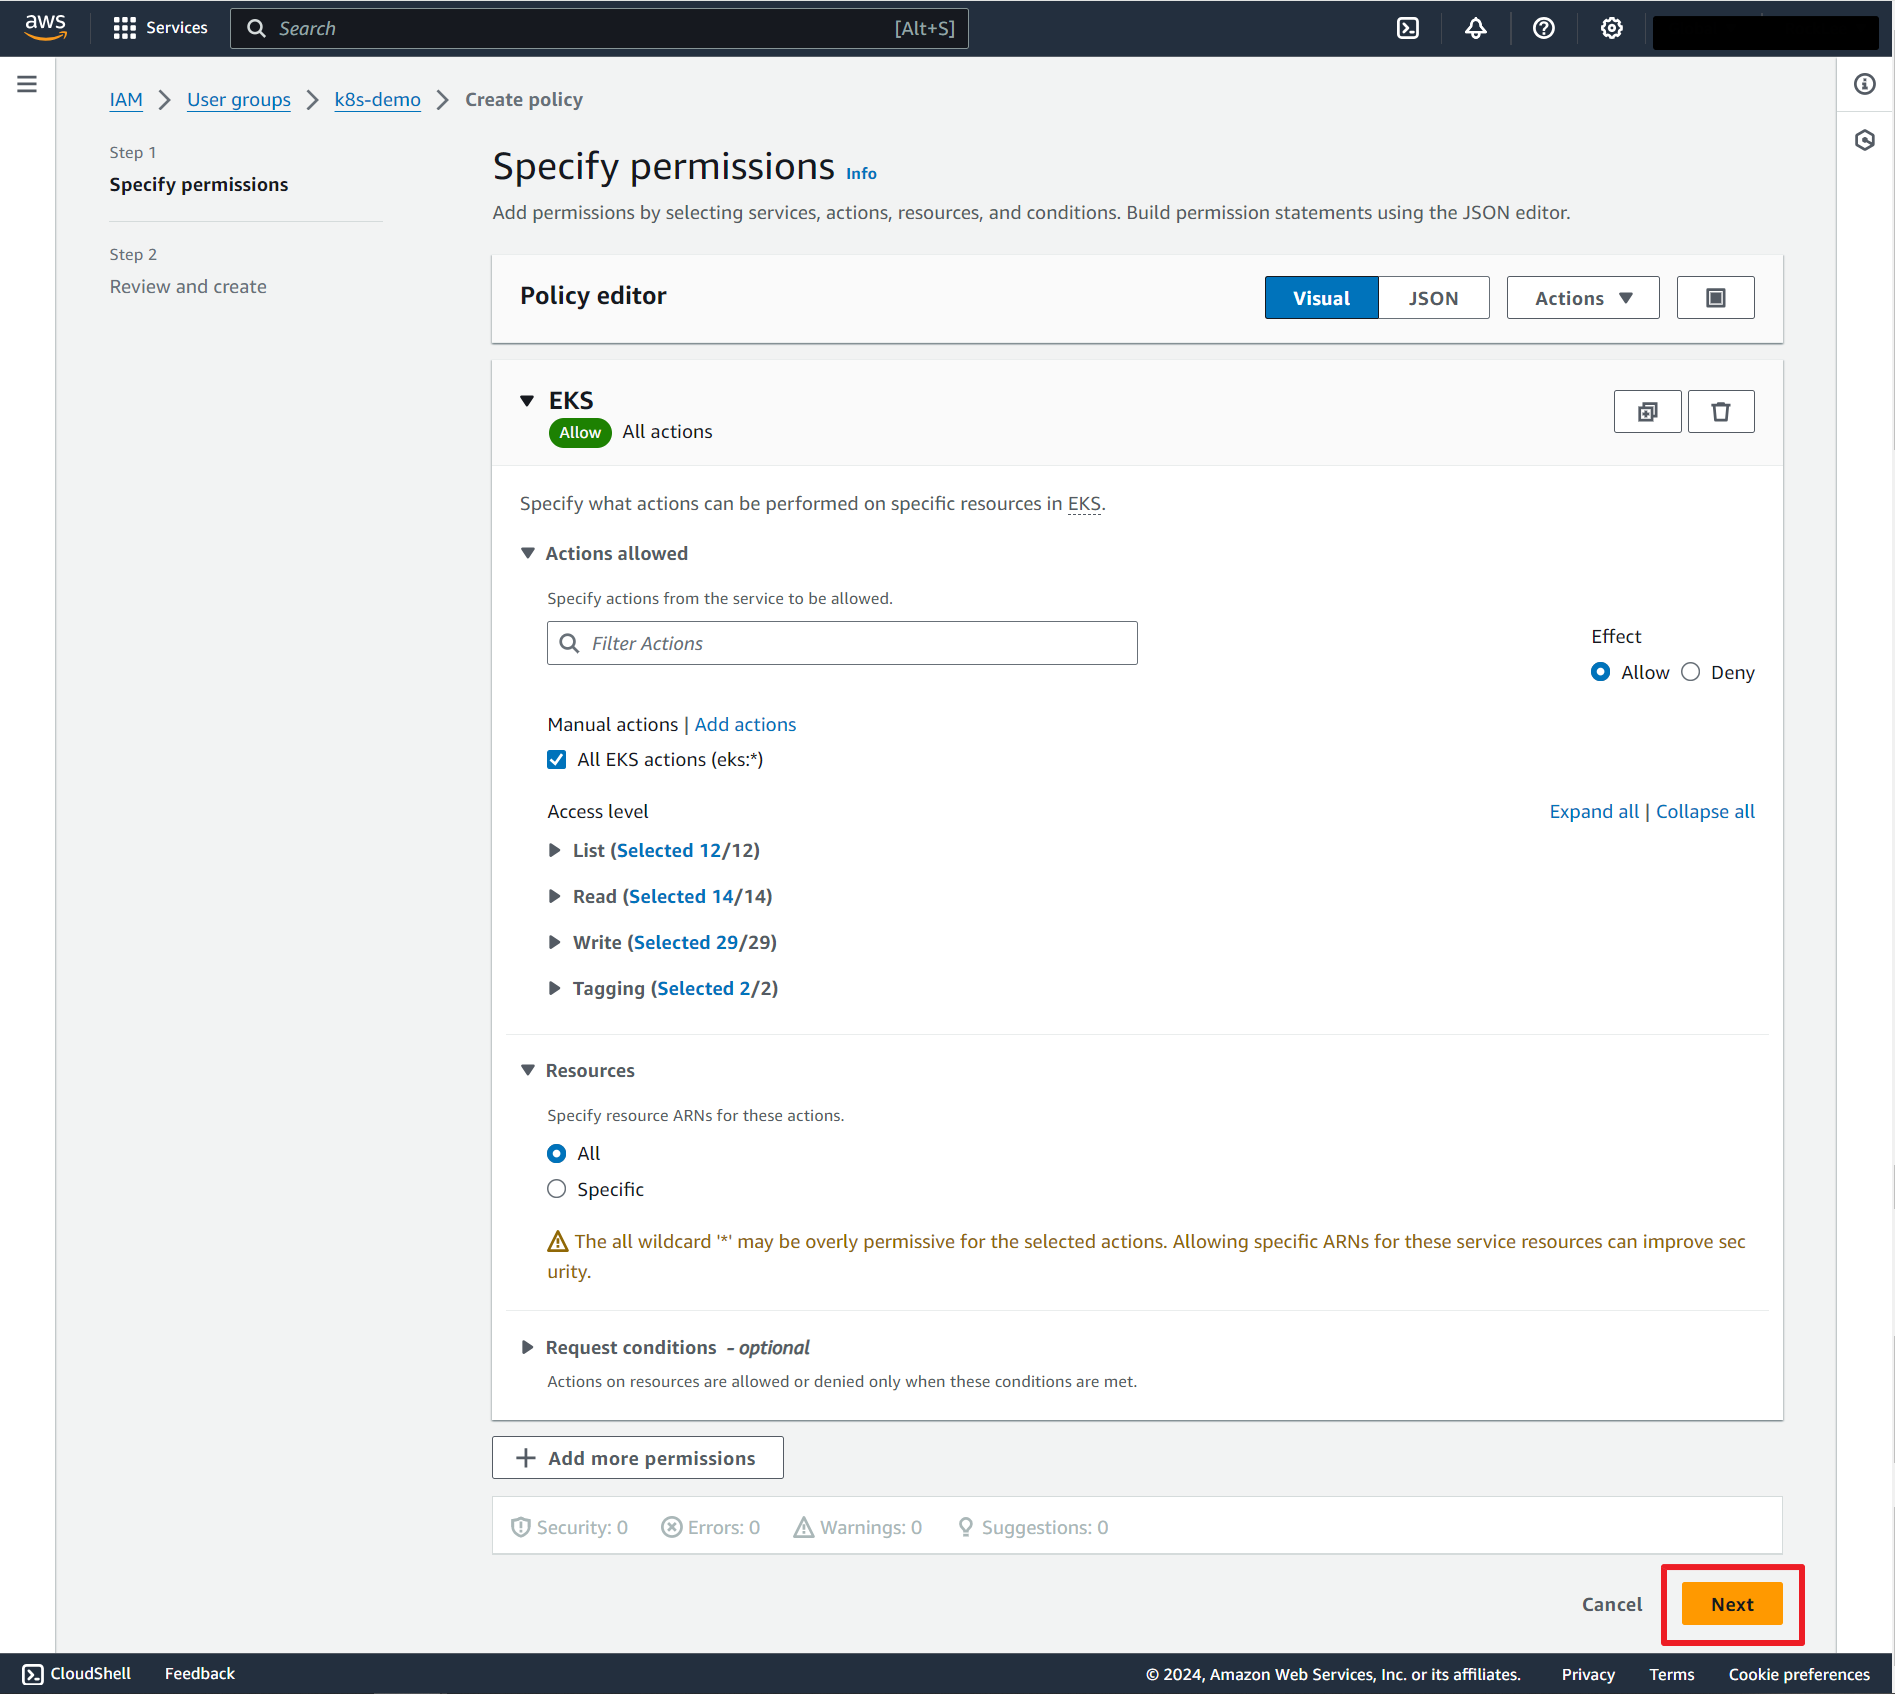 aws
Services
Search
[Alt+S]
IAM
User groups
k8s-demo
Create policy
Step 1
Specify permissions
Step 2
Review and create
Specify permissions Info
Add permissions by selecting services, actions, resources, and conditions. Build permission statements using the JSON editor.
Policy editor
Visual
JSON
Actions
EKS
Allow All actions
Specify what actions can be performed on specific resources in EKS.
Actions allowed
Specify actions from the service to be allowed.
Filter Actions
Effect
Allow
Deny
Manual actions | Add actions
All EKS actions (eks:*)
Access level
Expand all | Collapse all
List (Selected 12/12)
Read (Selected 14/14)
Write (Selected 29/29)
Tagging (Selected 2/2)
Resources
Specify resource ARNs for these actions.
All
Specific
The all wildcard '*' may be overly permissive for the selected actions. Allowing specific ARNs for these service resources can improve sec
urity.
Request conditions - optional
Actions on resources are allowed or denied only when these conditions are met.
Add more permissions
Security: 0
Errors: 0
Warnings: 0
Suggestions: 0
Cancel
Next
CloudShell
Feedback
© 2024, Amazon Web Services, Inc. or its affiliates.
Privacy
Terms
Cookie preferences